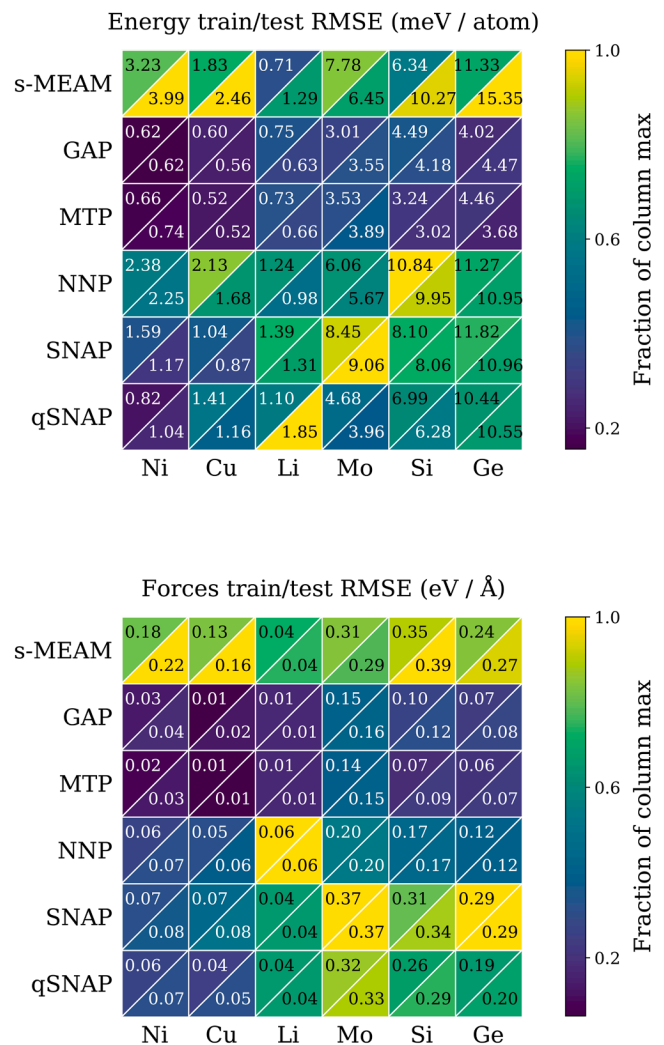 Energy train/test RMSE (meV / atom)
s-MEAM 3.23 3.99 1.83 2.46 0.71 1.29 7.78 6.45 6.34 10.27 11.33 15.35
GAP 0.62 0.62 0.60 0.56 0.75 0.63 3.01 3.55 4.49 4.18 4.02 4.47
MTP 0.66 0.74 0.52 0.52 0.73 0.66 3.53 3.89 3.24 3.02 4.46 3.68
NNP 2.38 2.25 2.13 1.68 1.24 0.98 6.06 5.67 10.84 9.95 11.27 10.95
SNAP 1.59 1.17 1.04 0.87 1.39 1.31 8.45 9.06 8.10 8.06 11.82 10.96
qSNAP 0.82 1.04 1.41 1.16 1.10 1.85 4.68 3.96 6.99 6.28 10.44 10.55
Ni Cu Li Mo Si Ge
1.0
0.6
0.2
Fraction of column max
Forces train/test RMSE (eV / Å)
s-MEAM 0.18 0.22 0.13 0.16 0.04 0.04 0.31 0.29 0.35 0.39 0.24 0.27
GAP 0.03 0.04 0.01 0.02 0.01 0.01 0.15 0.16 0.10 0.12 0.07 0.08
MTP 0.02 0.03 0.01 0.01 0.01 0.01 0.14 0.15 0.07 0.09 0.06 0.07
NNP 0.06 0.07 0.05 0.06 0.06 0.06 0.20 0.20 0.17 0.17 0.12 0.12
SNAP 0.07 0.08 0.07 0.08 0.04 0.04 0.37 0.37 0.31 0.34 0.29 0.29
qSNAP 0.06 0.07 0.04 0.05 0.04 0.04 0.32 0.33 0.26 0.29 0.19 0.20
Ni Cu Li Mo Si Ge
1.0
0.6
0.2
Fraction of column max